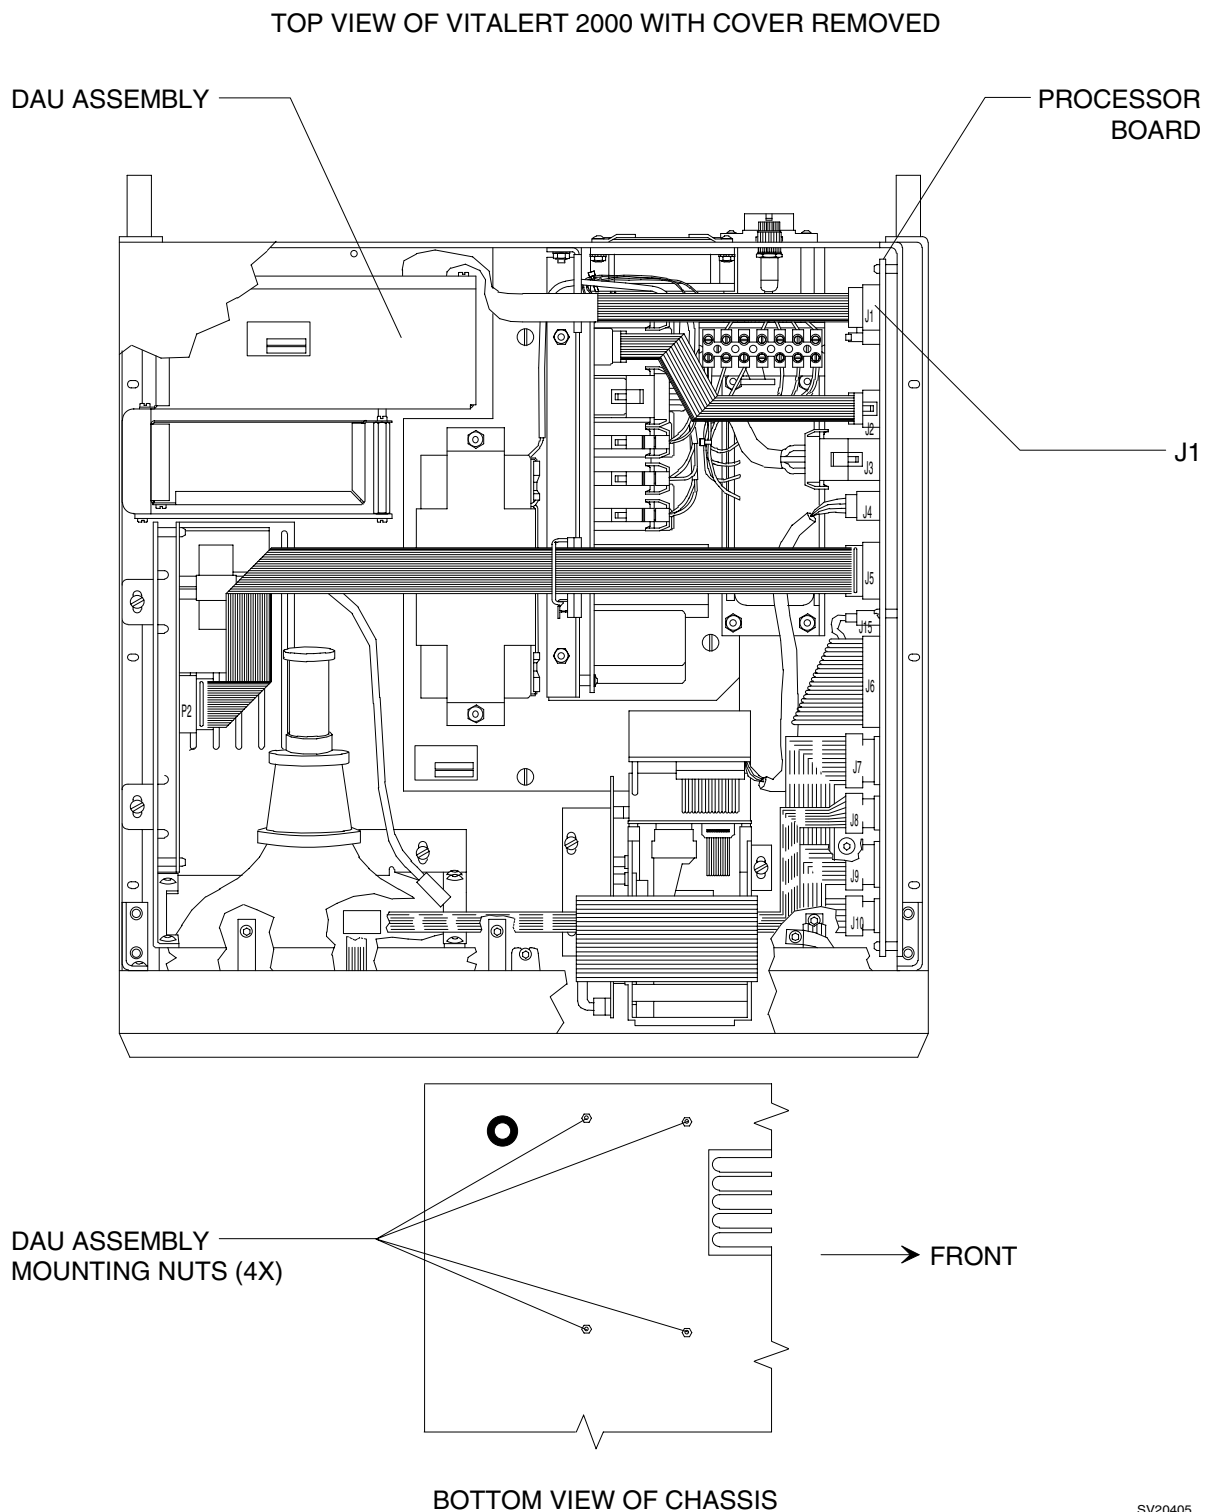 TOP VIEW OF VITALERT 2000 WITH COVER REMOVED
DAU ASSEMBLY
PROCESSOR
BOARD
J1
J2
J1
J3
J4
J5
J15
J6
P2
J7
J8
J9
J10
DAU ASSEMBLY
MOUNTING NUTS (4X)
FRONT
BOTTOM VIEW OF CHASSIS
SV20405